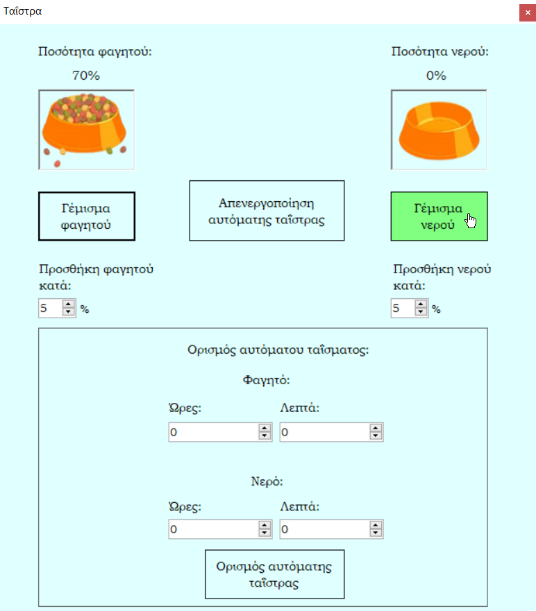 Ταΐστρα
Ποσότητα φαγητού:
Ποσότητα νερού:
70%
0%
Γέμισμα
φαγητού
Απενεργοποίηση
αυτόματης ταΐστρας
Γέμισμα
νερού
Προσθήκη φαγητού
κατά:
Προσθήκη νερού
κατά:
5 %
5 %
Ορισμός αυτόματου ταΐσματος:
Φαγητό:
Ώρες:
Λεπτά:
0
0
Νερό:
Ώρες:
Λεπτά:
0
0
Ορισμός αυτόματης
ταΐστρας